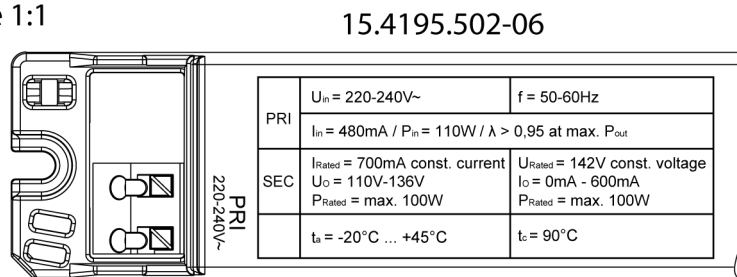 e 1:1
15.4195.502-06
PRI
220-240V~
PRI
Uin = 220-240V~
f = 50-60Hz
Iin = 480mA / Pin = 110W / λ > 0,95 at max. Pout
SEC
IRated = 700mA const. current
UO = 110V-136V
PRated = max. 100W
URated = 142V const. voltage
IO = 0mA - 600mA
PRated = max. 100W
ta = -20°C ... +45°C
tc = 90°C